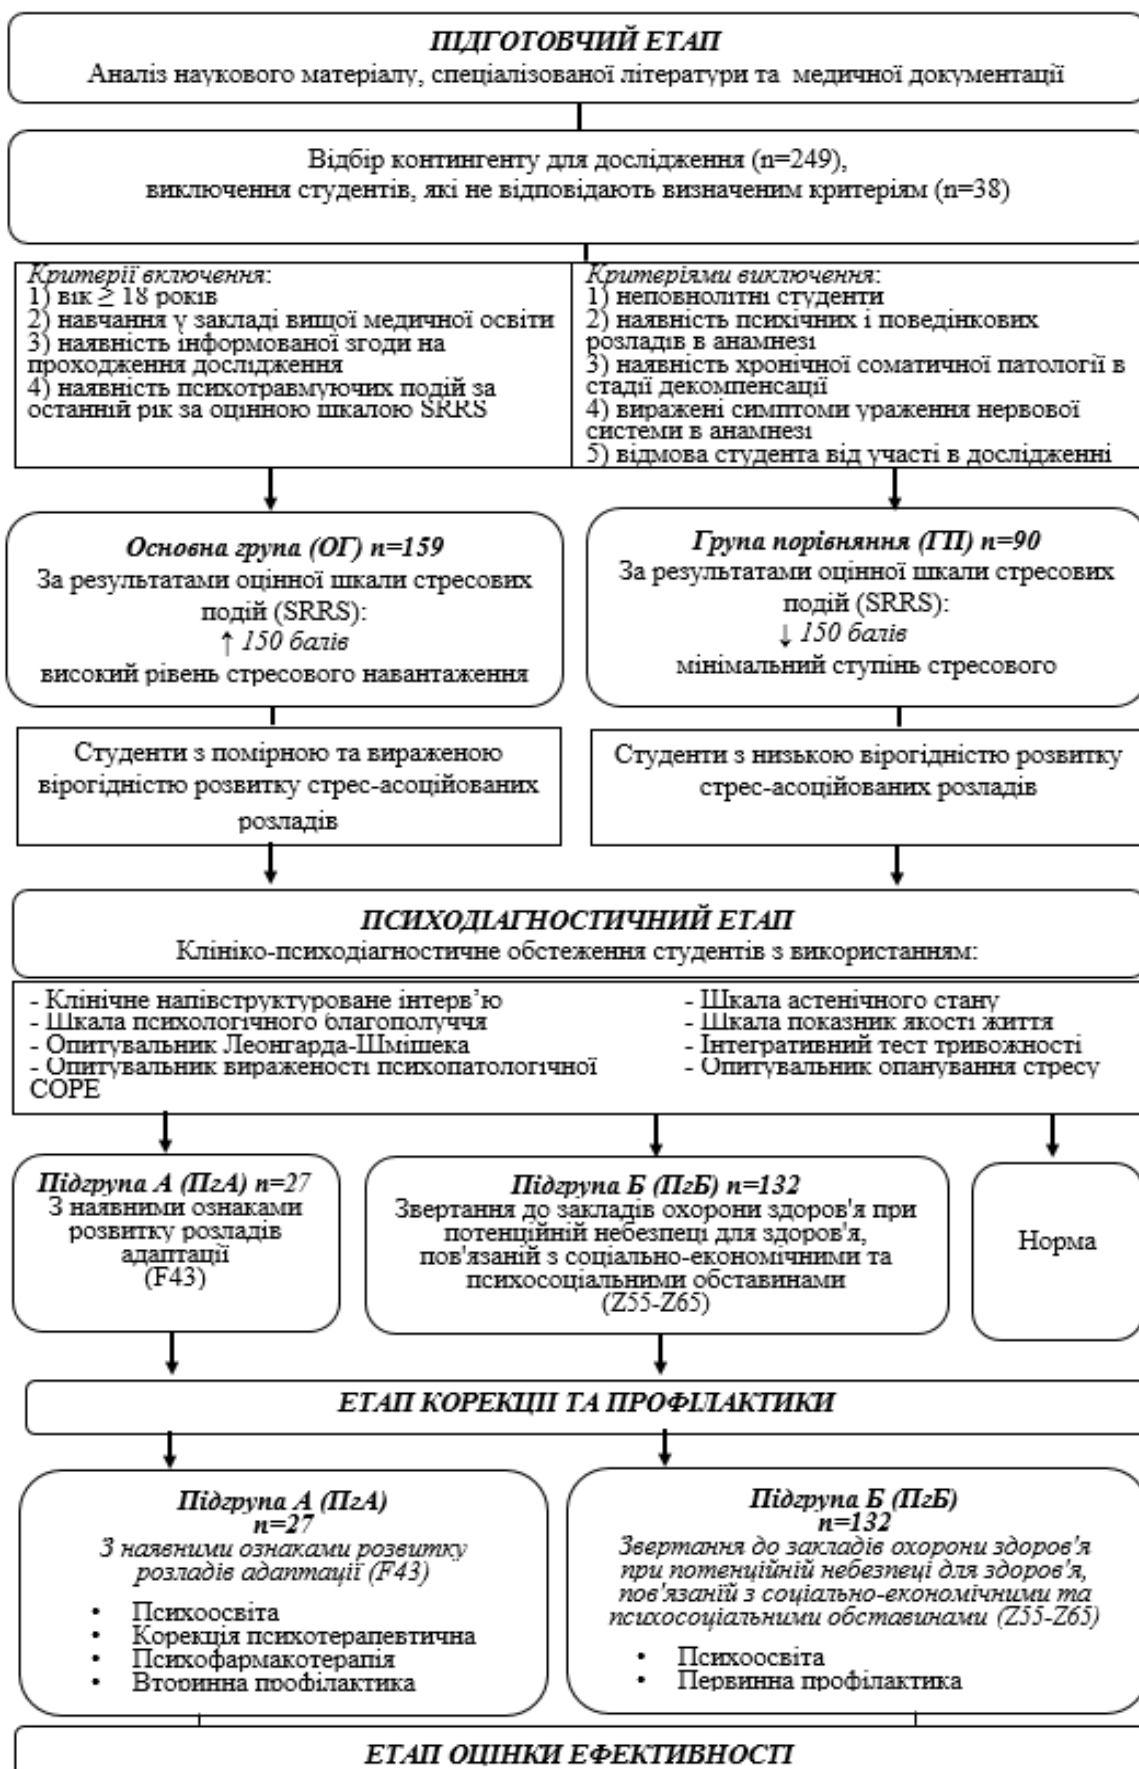 ПІДГОТОВЧИЙ ЕТАП
Аналіз наукового матеріалу, спеціалізованої літератури та медичної документації
Відбір контингенту для дослідження (n=249),
виключення студентів, які не відповідають визначеним критеріям (n=38)
Критерії включення:
1) вік ≥ 18 років
2) навчання у закладі вищої медичної освіти
3) наявність інформованої згоди на
проходження дослідження
4) наявність психотравмуючих подій за
останній рік за оцінною шкалою SRRS
Критеріями виключення:
1) неповнолітні студенти
2) наявність психічних і поведінкових
розладів в анамнезі
3) наявність хронічної соматичної патології в
стадії декомпенсації
4) виражені симптоми ураження нервової
системи в анамнезі
5) відмова студента від участі в дослідженні
Основна група (ОГ) n=159
За результатами оцінної шкали стресових
подій (SRRS):
↑ 150 балів
високий рівень стресового навантаження
Група порівняння (ГП) n=90
За результатами оцінної шкали стресових
подій (SRRS):
↓ 150 балів
мінімальний ступінь стресового
Студенти з помірною та вираженою
вірогідністю розвитку стрес-асоційованих
розладів
Студенти з низькою вірогідністю розвитку
стрес-асоційованих розладів
ПСИХОДІАГНОСТИЧНИЙ ЕТАП
Клініко-психодіагностичне обстеження студентів з використанням:
- Клінічне напівструктуроване інтерв’ю
- Шкала психологічного благополуччя
- Опитувальник Леонгарда-Шмішека
- Опитувальник вираженості психопатологічної
COPE
- Шкала астенічного стану
- Шкала показник якості життя
- Інтегративний тест тривожності
- Опитувальник опанування стресу
Підгрупа А (ПгА) n=27
З наявними ознаками
розвитку розладів
адаптації
(F43)
Підгрупа Б (ПгБ) n=132
Звертання до закладів охорони здоров'я при
потенційній небезпеці для здоров'я,
пов'язаній з соціально-економічними та
психосоціальними обставинами
(Z55-Z65)
Норма
ЕТАП КОРЕКЦІЇ ТА ПРОФІЛАКТИКИ
Підгрупа А (ПгА)
n=27
З наявними ознаками розвитку
розладів адаптації (F43)
• Психоосвіта
• Корекція психотерапевтична
• Психофармакотерапія
• Вторинна профілактика
Підгрупа Б (ПгБ)
n=132
Звертання до закладів охорони здоров'я
при потенційній небезпеці для здоров'я,
пов'язаній з соціально-економічними та
психосоціальними обставинами (Z55-Z65)
• Психоосвіта
• Первинна профілактика
ЕТАП ОЦІНКИ ЕФЕКТИВНОСТІ